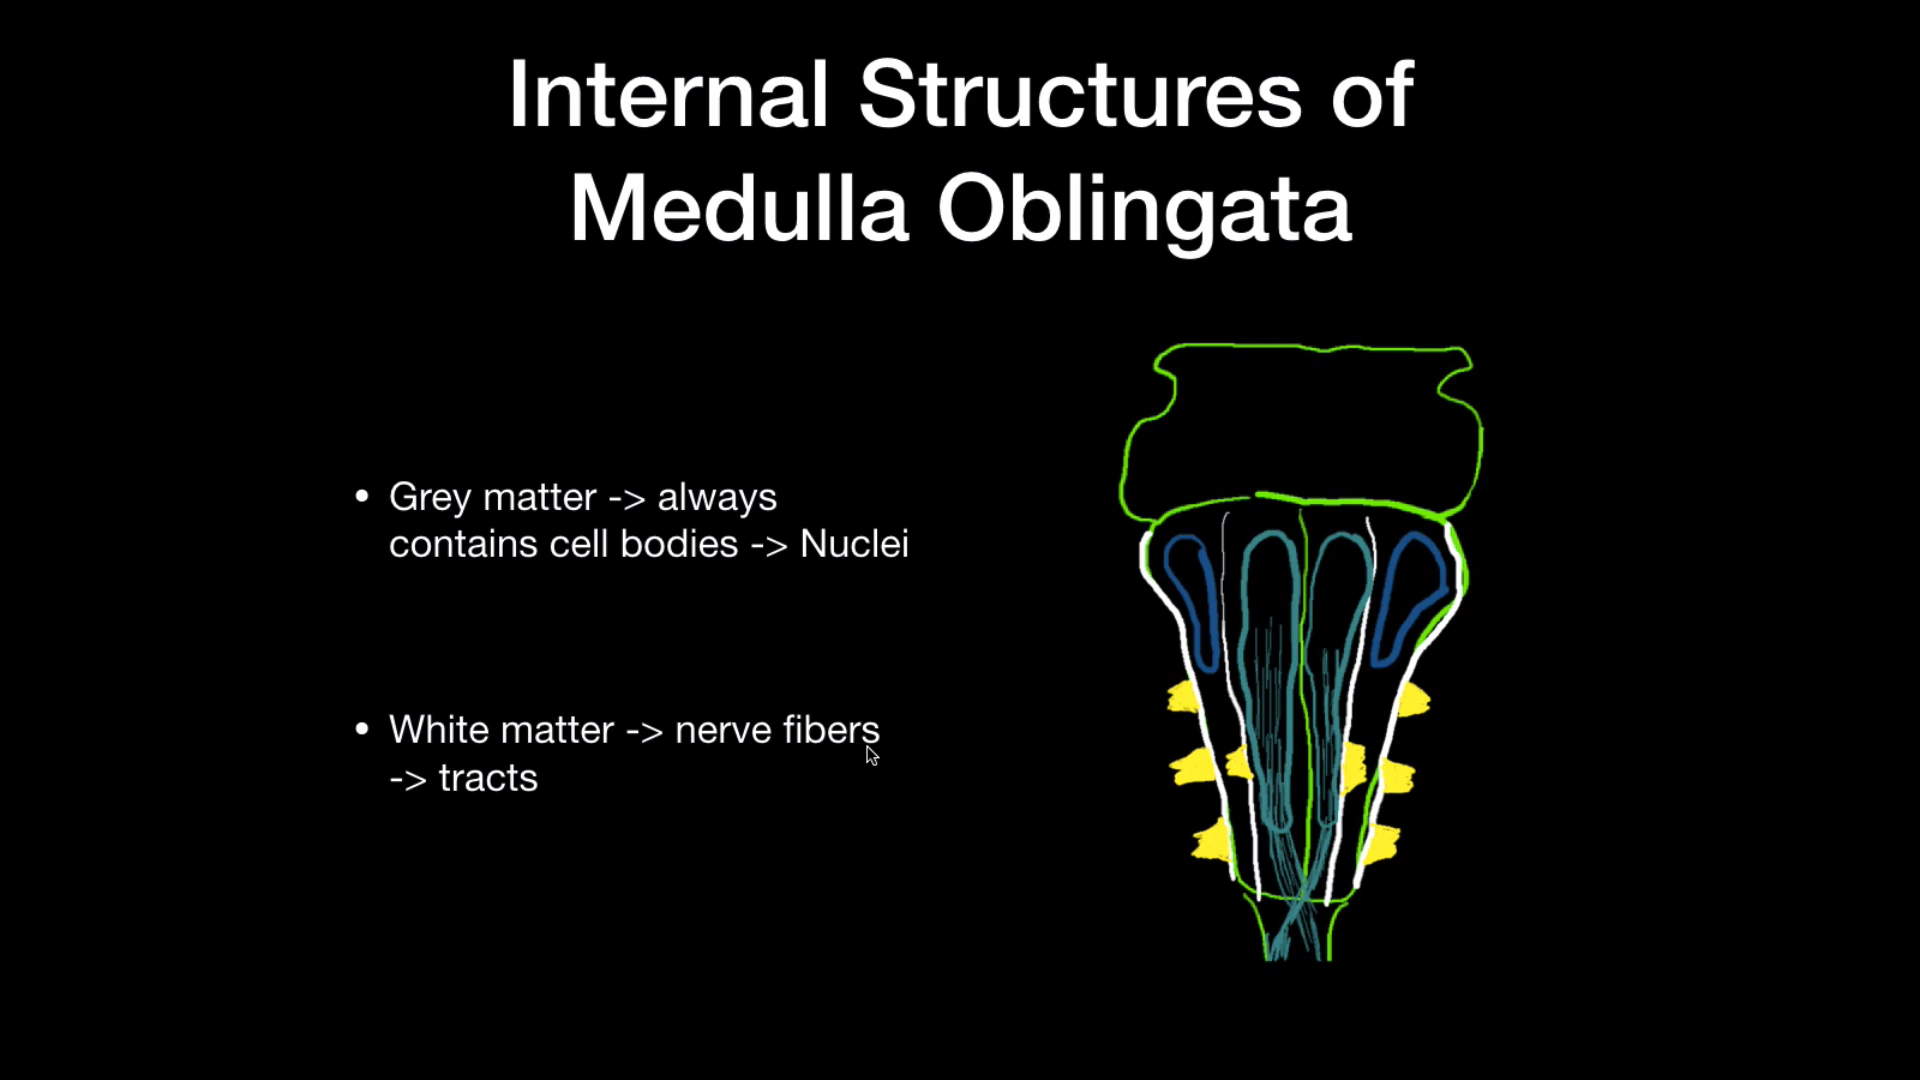 Internal Structures of
Medulla Oblingata
• Grey matter -> always
contains cell bodies -> Nuclei
• White matter -> nerve fibers
-> tracts